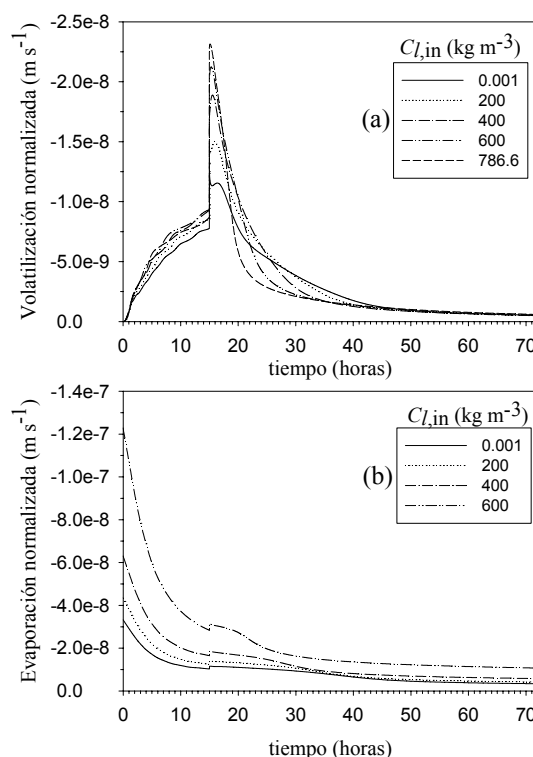 Volatilización normalizada (m s-1)
-2.5e-8
-2.0e-8
-1.5e-8
-1.0e-8
-5.0e-9
0.0
Cl,in (kg m-3)
0.001
200
400
600
786.6
(a)
0 10 20 30 40 50 60 70
tiempo (horas)
Evaporación normalizada (m s-1)
-1.4e-7
-1.2e-7
-1.0e-7
-8.0e-8
-6.0e-8
-4.0e-8
-2.0e-8
0.0
Cl,in (kg m-3)
0.001
200
400
600
(b)
0 10 20 30 40 50 60 70
tiempo (horas)